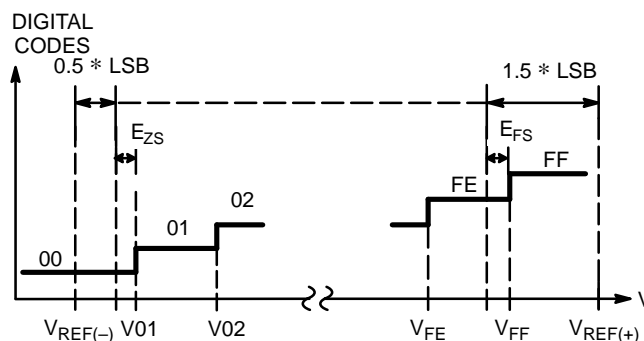 DIGITAL
CODES
0.5 * LSB
1.5 * LSB
EZS
EFS
FF
FE
02
01
00
VREF(–)
V01
V02
VFE
VFF
VREF(+)
V